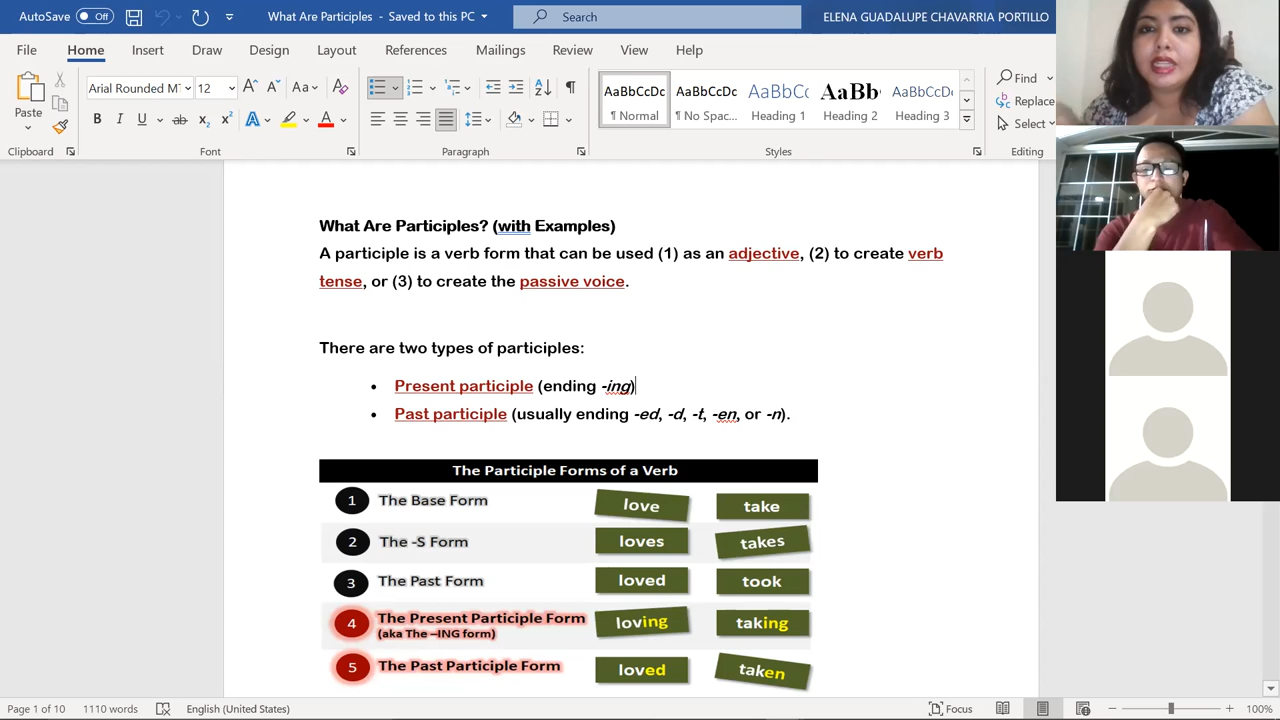 AutoSave Off What Are Participles - Saved to this PC Search ELENA GUADALUPE CHAVARRIA PORTILLO
File Home Insert Draw Design Layout References Mailings Review View Help
Paste Arial Rounded M 12 Aa AaBbCcDc AaBbCcDc AaBbCc AaBb AaBbCcD Find
¶ Normal ¶ No Spac... Heading 1 Heading 2 Heading 3 Replace
Select
Clipboard Font Paragraph Styles Editing
What Are Participles? (with Examples)
A participle is a verb form that can be used (1) as an adjective, (2) to create verb
tense, or (3) to create the passive voice.
There are two types of participles:
• Present participle (ending -ing)
• Past participle (usually ending -ed, -d, -t, -en, or -n).
The Participle Forms of a Verb
1 The Base Form love take
2 The -S Form loves takes
3 The Past Form loved took
4 The Present Participle Form loving taking
(aka The –ING form)
5 The Past Participle Form loved taken
Page 1 of 10 1110 words English (United States) Focus 100%